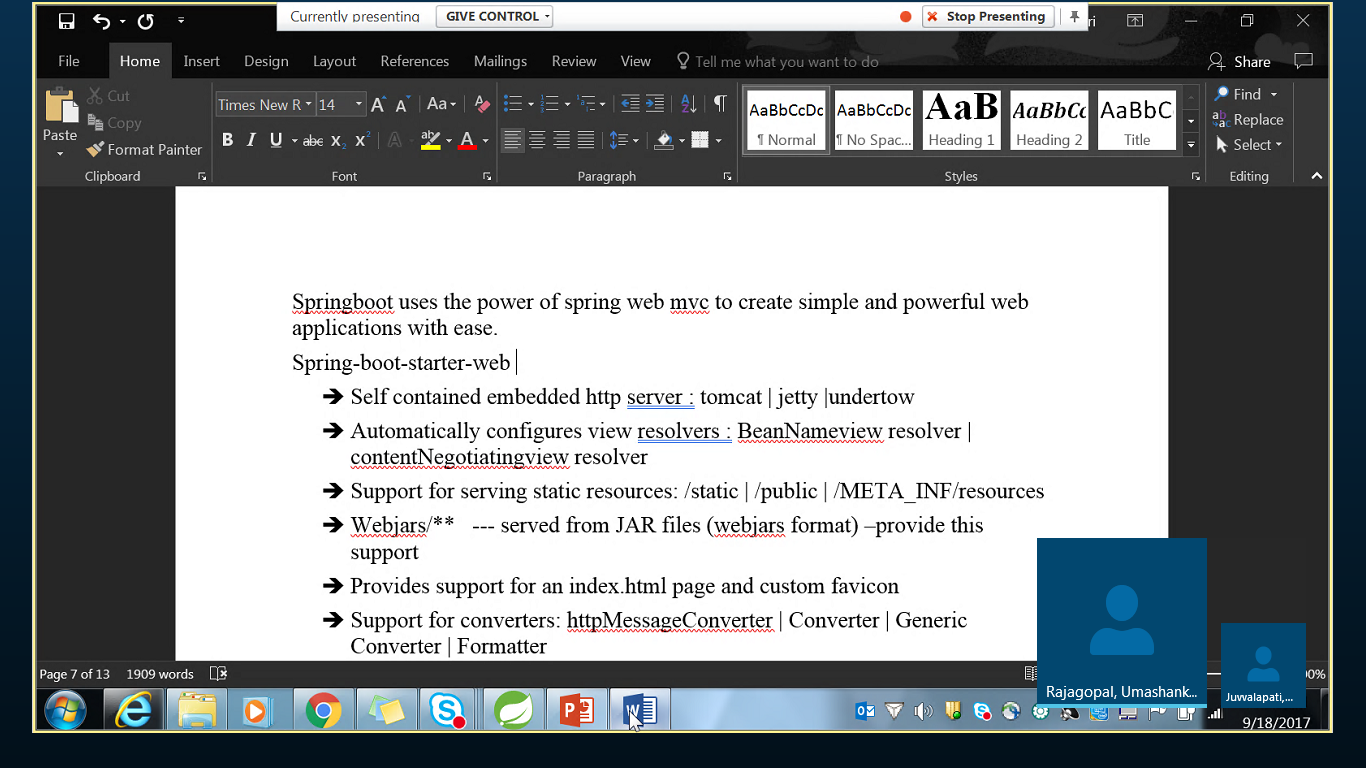 Currently presenting GIVE CONTROL Stop Presenting ri
File Home Insert Design Layout References Mailings Review View Tell me what you want to do Share
Paste
Cut
Copy
Format Painter
Clipboard
Times New R 14 Aa
B I U abc x₂ x² A ab A
Font
Paragraph
AaBbCcDc AaBbCcDc AaB AaBbCc AaBbC
¶ Normal ¶ No Spac... Heading 1 Heading 2 Title
Styles
Find
Replace
Select
Editing
Springboot uses the power of spring web mvc to create simple and powerful web
applications with ease.
Spring-boot-starter-web
➔ Self contained embedded http server : tomcat | jetty |undertow
➔ Automatically configures view resolvers : BeanNameview resolver |
contentNegotiatingview resolver
➔ Support for serving static resources: /static | /public | /META_INF/resources
➔ Webjars/** --- served from JAR files (webjars format) –provide this
support
➔ Provides support for an index.html page and custom favicon
➔ Support for converters: httpMessageConverter | Converter | Generic
Converter | Formatter
Page 7 of 13 1909 words 00%
Rajagopal, Umashank...
Juvvalapati,...
9/18/2017